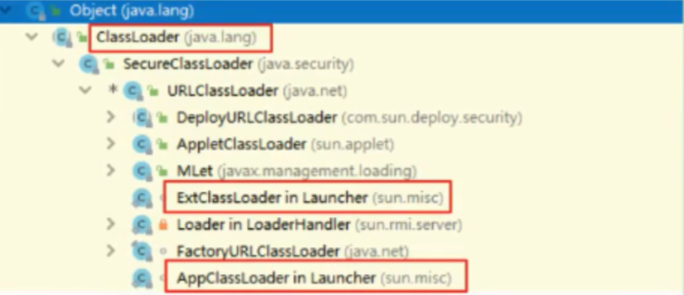 Object (java.lang)
ClassLoader (java.lang)
SecureClassLoader (java.security)
* URLClassLoader (java.net)
DeployURLClassLoader (com.sun.deploy.security)
AppletClassLoader (sun.applet)
MLet (javax.management.loading)
ExtClassLoader in Launcher (sun.misc)
Loader in LoaderHandler (sun.rmi.server)
FactoryURLClassLoader (java.net)
AppClassLoader in Launcher (sun.misc)